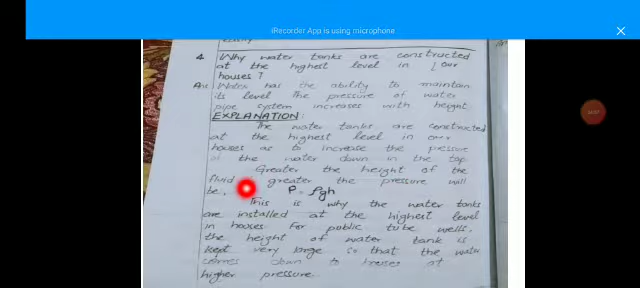 iRecorder App is using microphone
4 Why water tanks are constructed
at the highest level in our
houses ?
Ans Water has the ability to maintain
its level The pressure of water
pipe system increases with height
EXPLANATION :
The water tanks are constructed
at the highest level in our
houses as to increase the pressure
of the water down in the tap
Greater the height of the
fluid greater the pressure will
be, P = ρgh
This is why the water tanks
are installed at the highest level
in houses. For public tube wells,
the height of water tank is
kept very large so that the water
comes down to houses at
higher pressure.